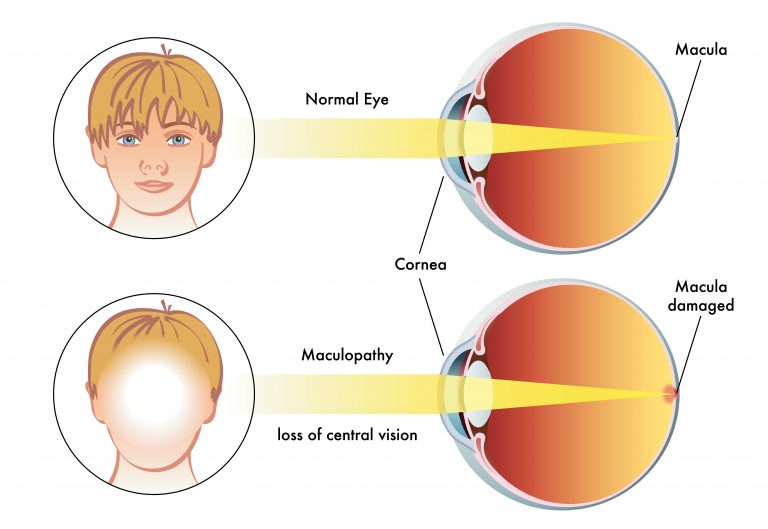 Macula
Normal Eye
Cornea
Macula
damaged
Maculopathy
loss of central vision